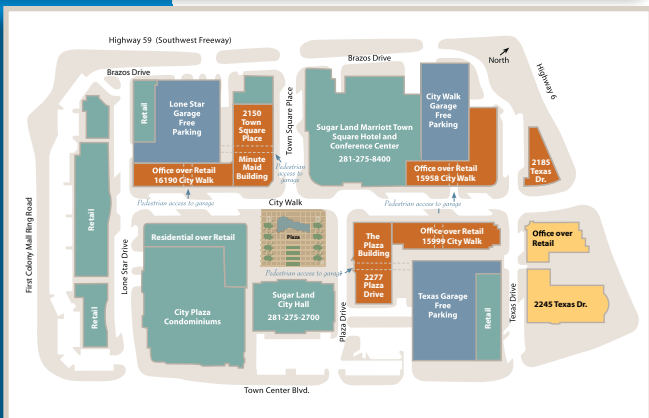 Highway 59 (Southwest Freeway)
Brazos Drive
Brazos Drive
North
Highway 6
Retail
Lone Star
Garage
Free
Parking
2150
Town
Square
Place
Minute
Maid
Building
Office over Retail
16190 City Walk
Town Square Place
Pedestrian
access to
garage
Sugar Land Marriott Town
Square Hotel and
Conference Center
281-275-8400
City Walk
Garage
Free
Parking
Office over Retail
15958 City Walk
2185
Texas
Dr.
Pedestrian access to garage
City Walk
Pedestrian access to garage
First Colony Mall Ring Road
Retail
Retail
Lone Star Drive
Residential over Retail
City Plaza
Condominiums
Plaza
Pedestrian access to garage
Sugar Land
City Hall
281-275-2700
Plaza Drive
The
Plaza
Building
2277
Plaza
Drive
Office over Retail
15999 City Walk
Texas Garage
Free
Parking
Retail
Texas Drive
Office over
Retail
2245 Texas Dr.
Town Center Blvd.